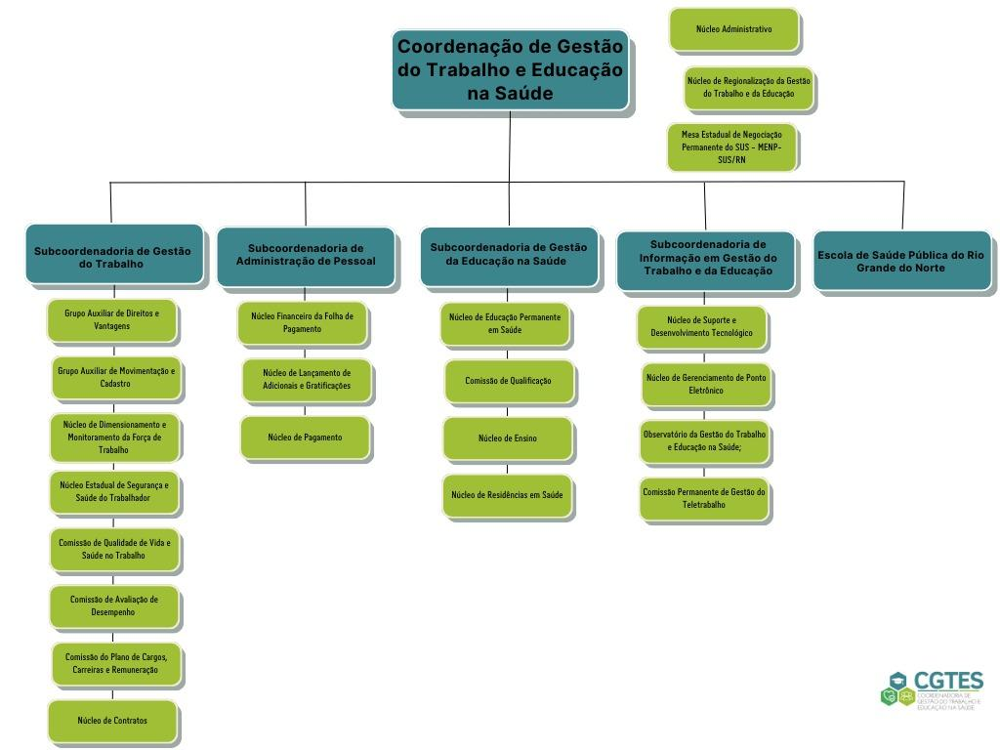 Coordenação de Gestão
do Trabalho e Educação
na Saúde
Núcleo Administrativo
Núcleo de Regionalização da Gestão
do Trabalho e da Educação
Mesa Estadual de Negociação
Permanente do SUS - MENP-
SUS/RN
Subcoordenadoria de Gestão
do Trabalho
Grupo Auxiliar de Direitos e
Vantagens
Grupo Auxiliar de Movimentação e
Cadastro
Núcleo de Dimensionamento e
Monitoramento da Força de
Trabalho
Núcleo Estadual de Segurança e
Saúde do Trabalhador
Comissão de Qualidade de Vida e
Saúde no Trabalho
Comissão de Avaliação de
Desempenho
Comissão do Plano de Cargos,
Carreiras e Remuneração
Núcleo de Contratos
Subcoordenadoria de
Administração de Pessoal
Núcleo Financeiro da Folha de
Pagamento
Núcleo de Lançamento de
Adicionais e Gratificações
Núcleo de Pagamento
Subcoordenadoria de Gestão
da Educação na Saúde
Núcleo de Educação Permanente
em Saúde
Comissão de Qualificação
Núcleo de Ensino
Núcleo de Residências em Saúde
Subcoordenadoria de
Informação em Gestão do
Trabalho e da Educação
Núcleo de Suporte e
Desenvolvimento Tecnológico
Núcleo de Gerenciamento de Ponto
Eletrônico
Observatório da Gestão do Trabalho
e Educação na Saúde;
Comissão Permanente de Gestão do
Teletrabalho
Escola de Saúde Pública do Rio
Grande do Norte
CGTES
COORDENADORIA DE
GESTÃO DO TRABALHO E
EDUCAÇÃO NA SAÚDE